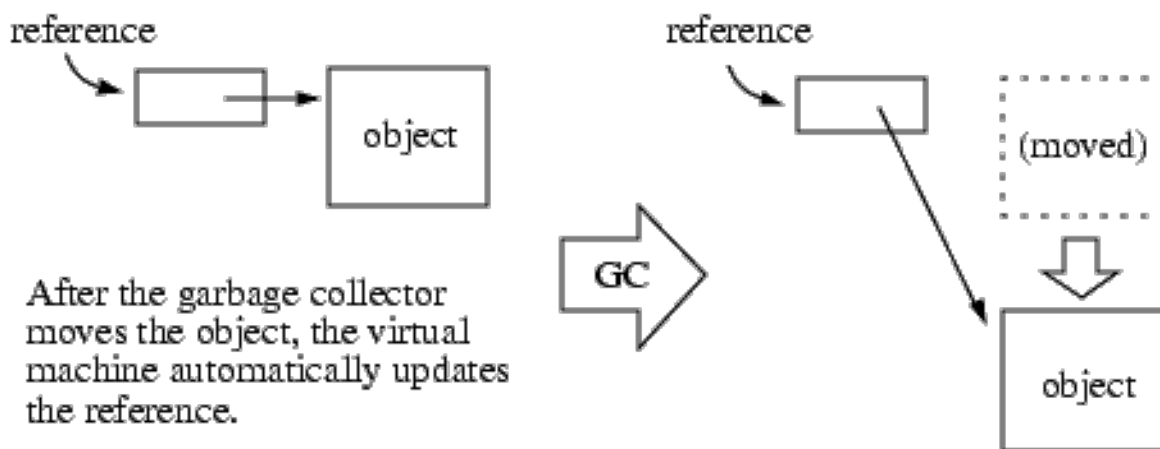 reference
object
After the garbage collector
moves the object, the virtual
machine automatically updates
the reference.
GC
reference
(moved)
object